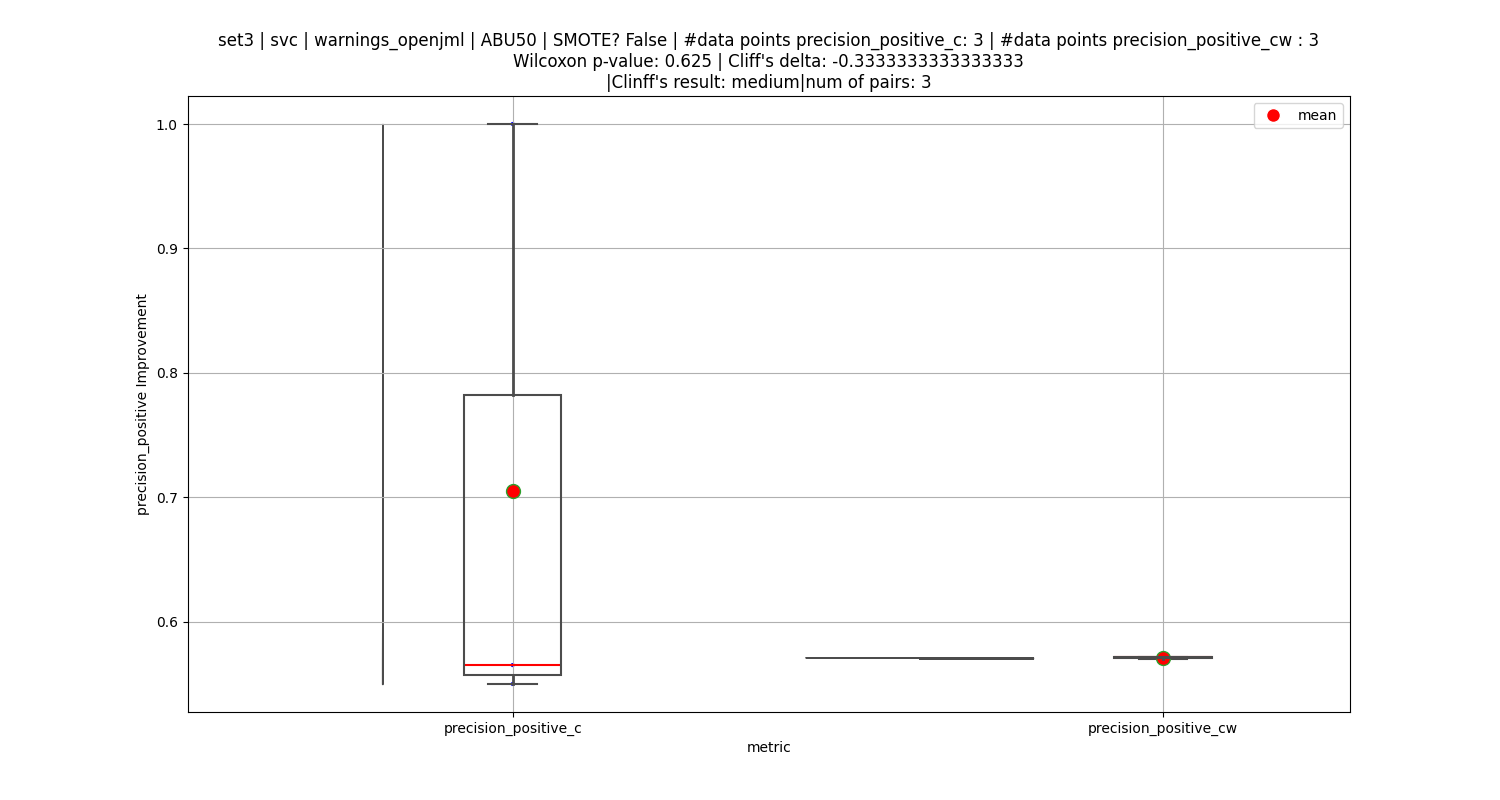 set3 | svc | warnings_openjml | ABU50 | SMOTE? False | #data points precision_positive_c: 3 | #data points precision_positive_cw : 3
Wilcoxon p-value: 0.625 | Cliff's delta: -0.3333333333333333
|Clinff's result: medium|num of pairs: 3
mean
1.0
0.9
0.8
0.7
0.6
precision_positive Improvement
precision_positive_c
precision_positive_cw
metric